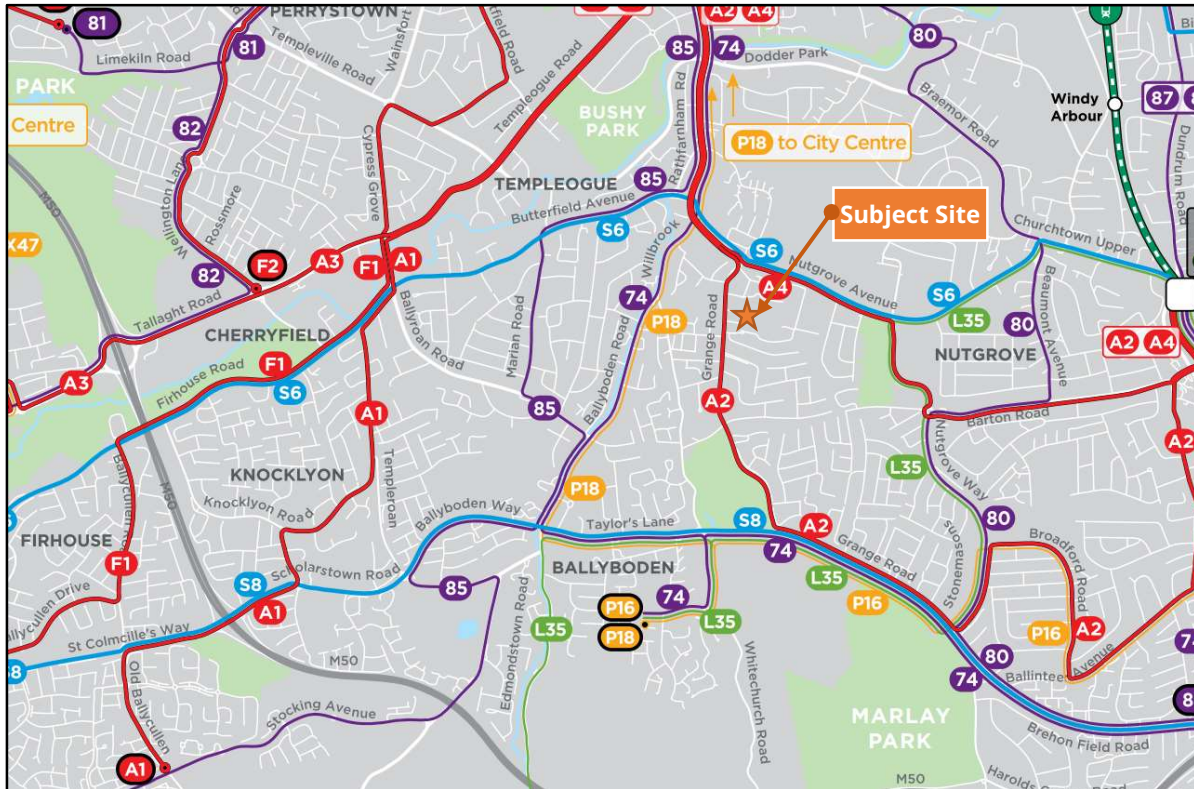 PERRYSTOWN
81
A2 A4
81
Limekiln Road
Templeville Road
Wainsfort
85
74
Dodder Park
80
PARK
Centre
Templeogue Road
BUSHY
PARK
Rathfarnham Rd
Braemor Road
Windy
Arbour
87
Dundrum Road
P18 to City Centre
82
Cypress Grove
TEMPLEOGUE
85
Wellington Lane
Rossmore
Butterfield Avenue
S6
Willbrook
Subject Site
Churchtown Upper
M50
X47
82
F2
A3
F1
A1
S6
Nutgrove Avenue
A4
S6
L35
Tallaght Road
Ballyroan Road
Marian Road
74
P18
Grange Road
80
Beaumont Avenue
NUTGROVE
A2 A4
CHERRYFIELD
Firhouse Road
F1
S6
Ballyboden Road
A3
A1
A2
85
Barton Road
A2
Templeroan
KNOCKLYON
Knocklyon Road
L35
Nutgrove Way
M50
P18
Ballyboden Way
Taylor's Lane
S8
A2
80
FIRHOUSE
F1
Grange Road
74
Stonemasons
Broadford Road
Scholarstown Road
S8
A1
85
BALLYBODEN
74
L35
P16
P16
P18
L35
P16
A2
St Colmcille's Way
S8
Old Ballycullen
Edmondstown Road
L35
Whitechurch Road
80
74
Ballinteer Avenue
M50
Stocking Avenue
MARLAY
PARK
Brehon Field Road
A1
M50